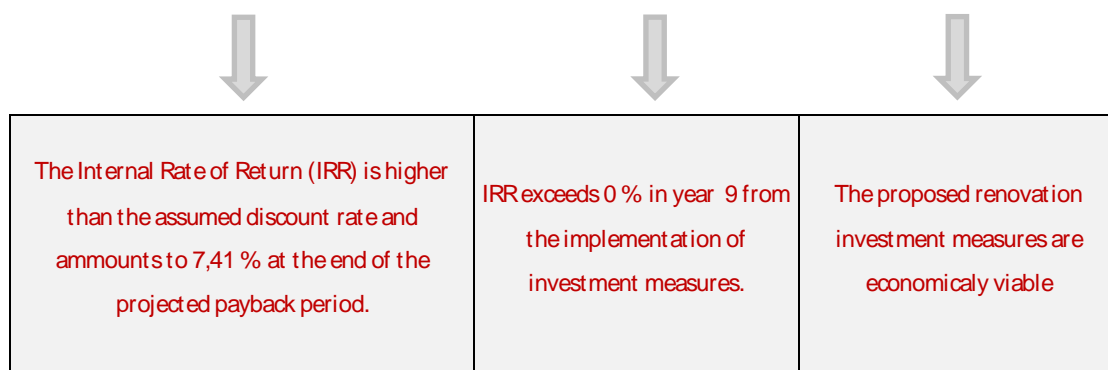 The Internal Rate of Return (IRR) is higher
than the assumed discount rate and
ammounts to 7,41 % at the end of the
projected payback period.
IRR exceeds 0 % in year 9 from
the implementation of
investment measures.
The proposed renovation
investment measures are
economicaly viable